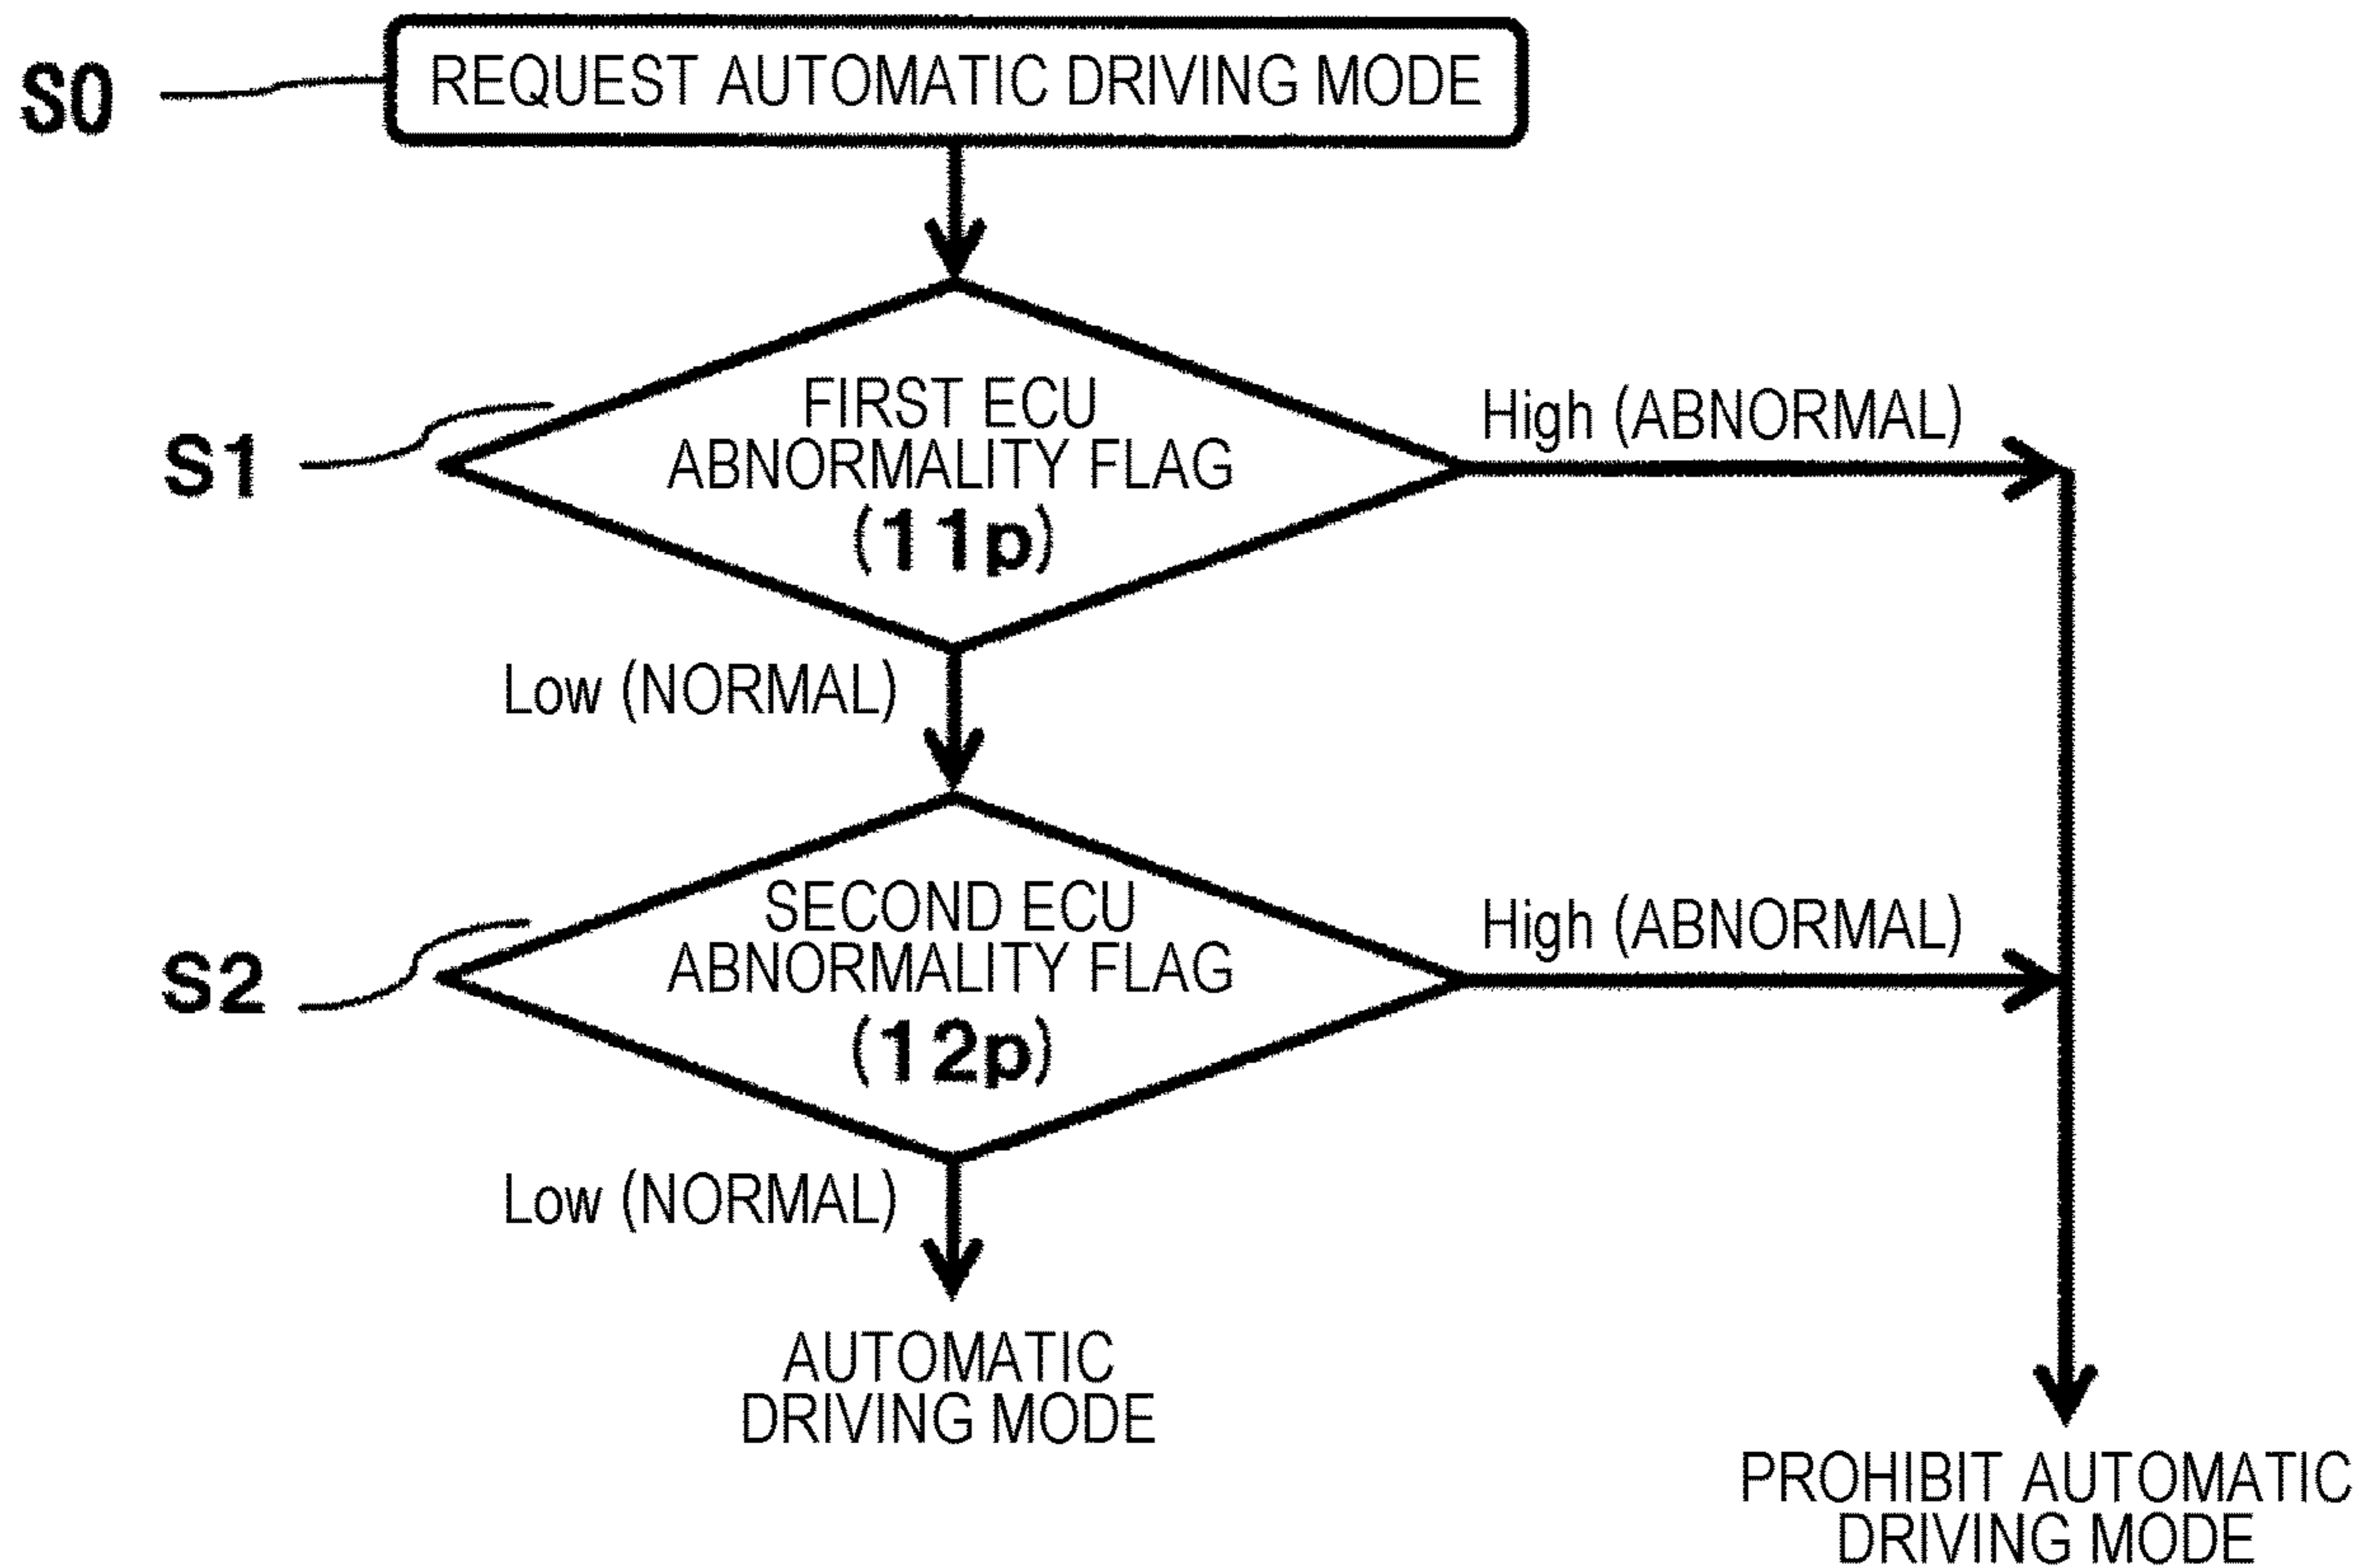 S0
REQUEST AUTOMATIC DRIVING MODE
S1
FIRST ECU
ABNORMALITY FLAG
(11p)
High (ABNORMAL)
Low (NORMAL)
S2
SECOND ECU
ABNORMALITY FLAG
(12p)
High (ABNORMAL)
Low (NORMAL)
AUTOMATIC
DRIVING MODE
PROHIBIT AUTOMATIC
DRIVING MODE